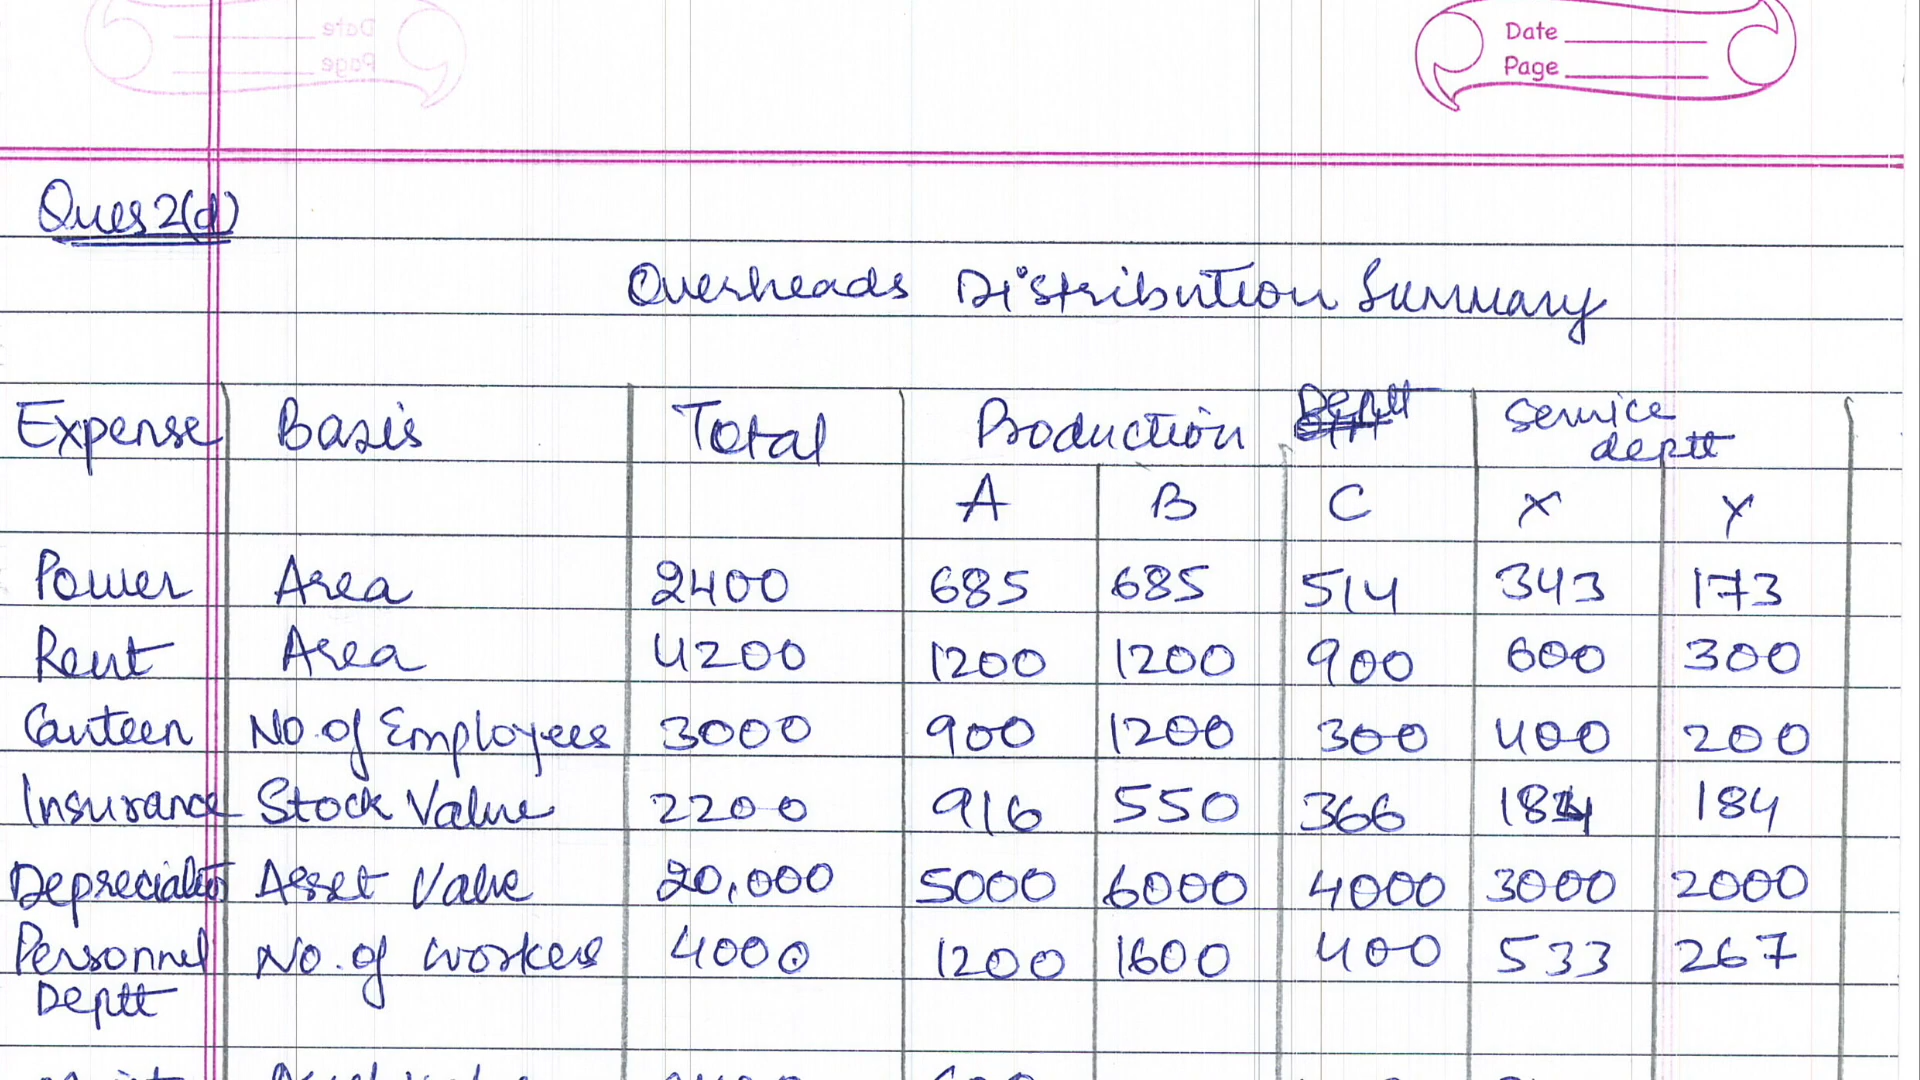 Date
Page
Ques 2(d)
Overheads Distribution Summary
Expense Basis Total Production Deptt Service deptt
A B C X Y
Power Area 2400 685 685 514 343 173
Rent Area 4200 1200 1200 900 600 300
Canteen No. of Employees 3000 900 1200 300 400 200
Insurance Stock Value 2200 916 550 366 184 184
Depreciation Asset Value 20,000 5000 6000 4000 3000 2000
Personnel Deptt No. of workers 4000 1200 1600 400 533 267